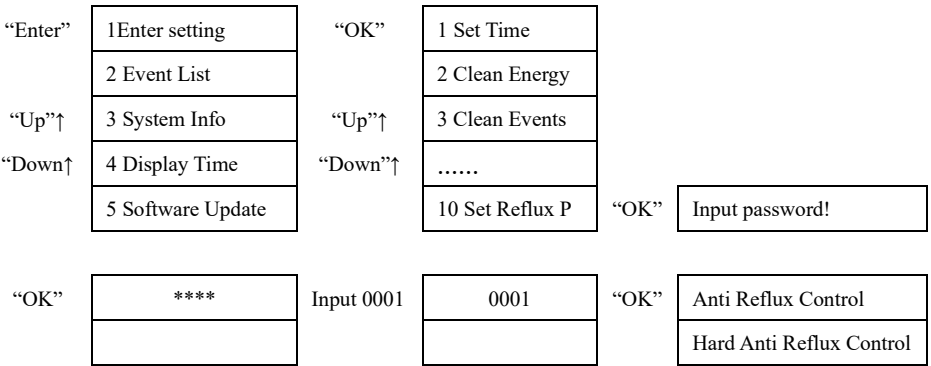 “Enter” 1Enter setting “OK” 1 Set Time
2 Event List 2 Clean Energy
“Up”↑ 3 System Info “Up”↑ 3 Clean Events
“Down↑ 4 Display Time “Down”↑ ……
5 Software Update 10 Set Reflux P “OK” Input password!
“OK” **** Input 0001 0001 “OK” Anti Reflux Control
Hard Anti Reflux Control